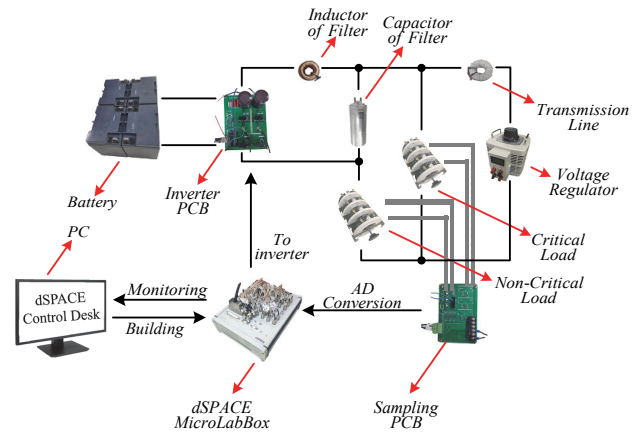 Inductor
of Filter
Capacitor
of Filter
Transmission
Line
Battery
Inverter
PCB
Voltage
Regulator
PC
To
inverter
Critical
Load
Non-Critical
Load
dSPACE
Control Desk
Monitoring
Building
AD
Conversion
dSPACE
MicroLabBox
Sampling
PCB